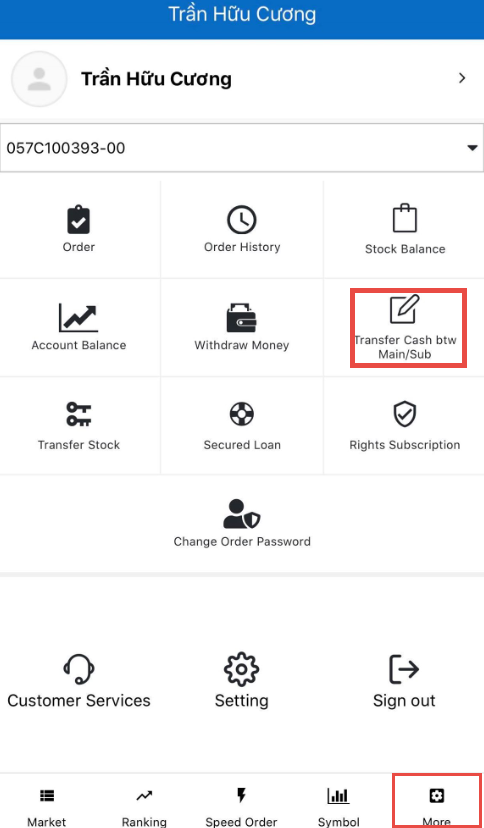 Trần Hữu Cương
Trần Hữu Cương
057C100393-00
Order
Order History
Stock Balance
Account Balance
Withdraw Money
Transfer Cash btw
Main/Sub
Transfer Stock
Secured Loan
Rights Subscription
Change Order Password
Customer Services
Setting
Sign out
Market
Ranking
Speed Order
Symbol
More